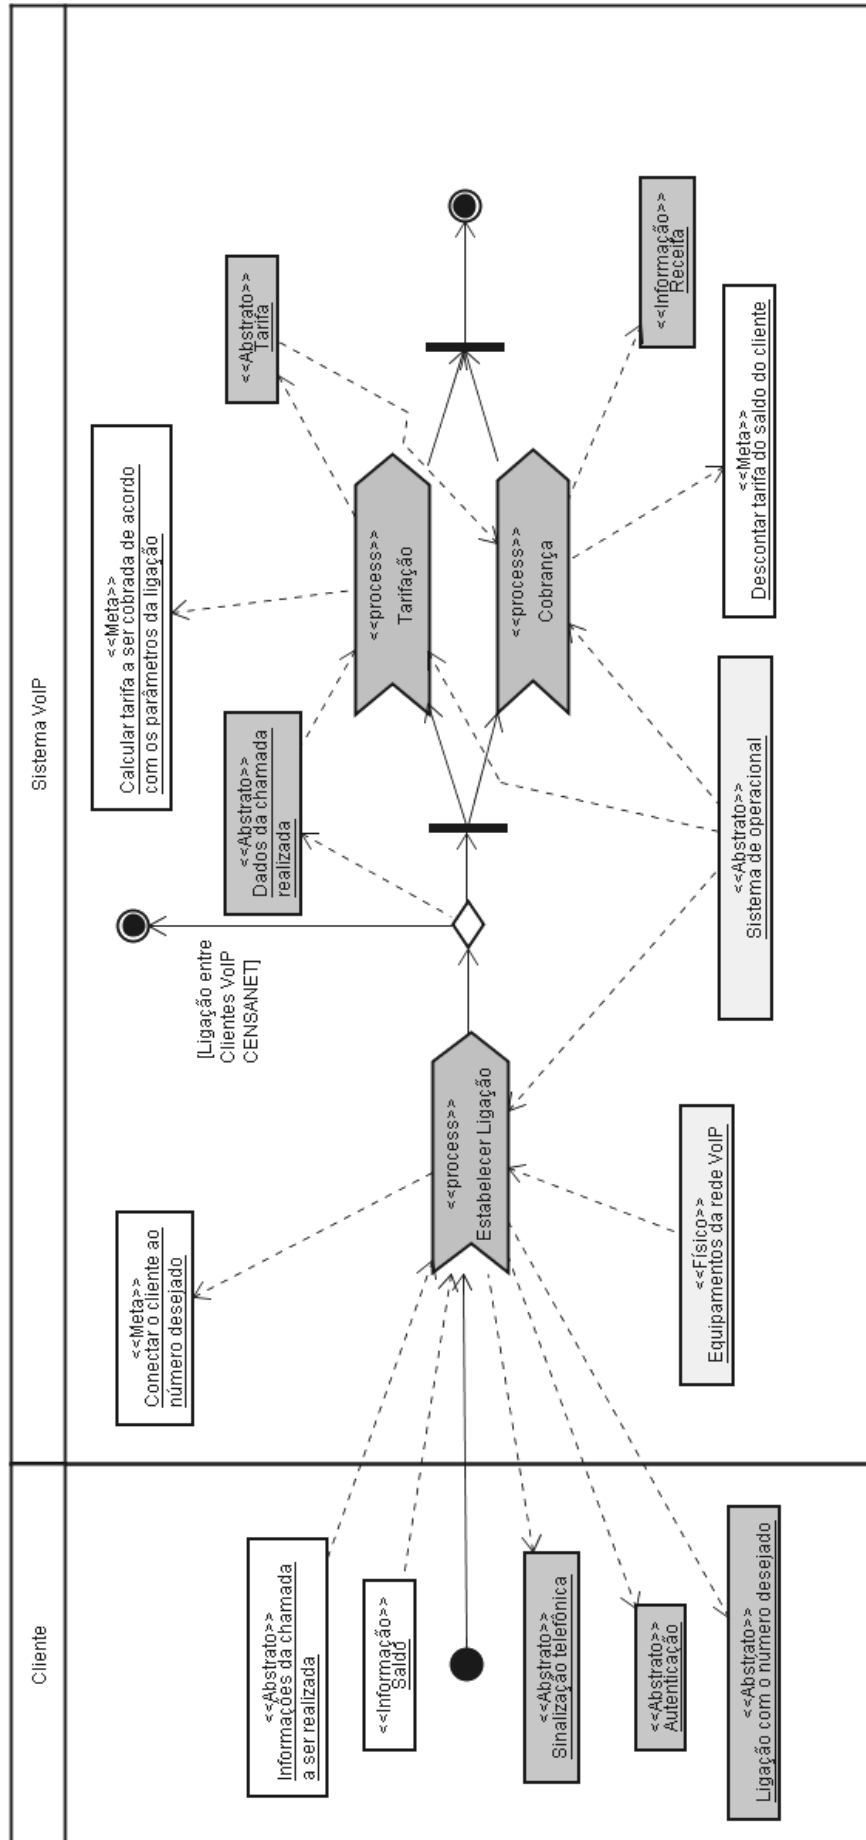 Sistema VoIP
Cliente
<<Meta>>
Calcular tarifa a ser cobrada de acordo
com os parâmetros da ligação
<<Abstrato>>
Tarifa
<<Abstrato>>
Dados da chamada
realizada
<<process>>
Tarifação
<<process>>
Cobrança
<<Informação>>
Receita
<<Meta>>
Descontar tarifa do saldo do cliente
<<Abstrato>>
Sistema de operacional
[Ligação entre
Clientes VoIP
CENSANET]
<<process>>
Estabelecer Ligação
<<Meta>>
Conectar o cliente ao
número desejado
<<Físico>>
Equipamentos da rede VoIP
<<Abstrato>>
Informações da chamada
a ser realizada
<<Informação>>
Saldo
<<Abstrato>>
Sinalização telefônica
<<Abstrato>>
Autenticação
<<Abstrato>>
Ligação com o número desejado